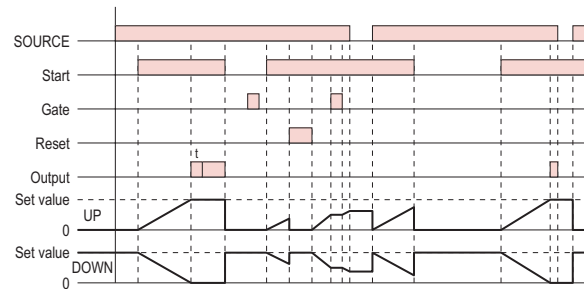 SOURCE
Start
Gate
Reset
t
Output
Set value
UP
0
Set value
DOWN
0